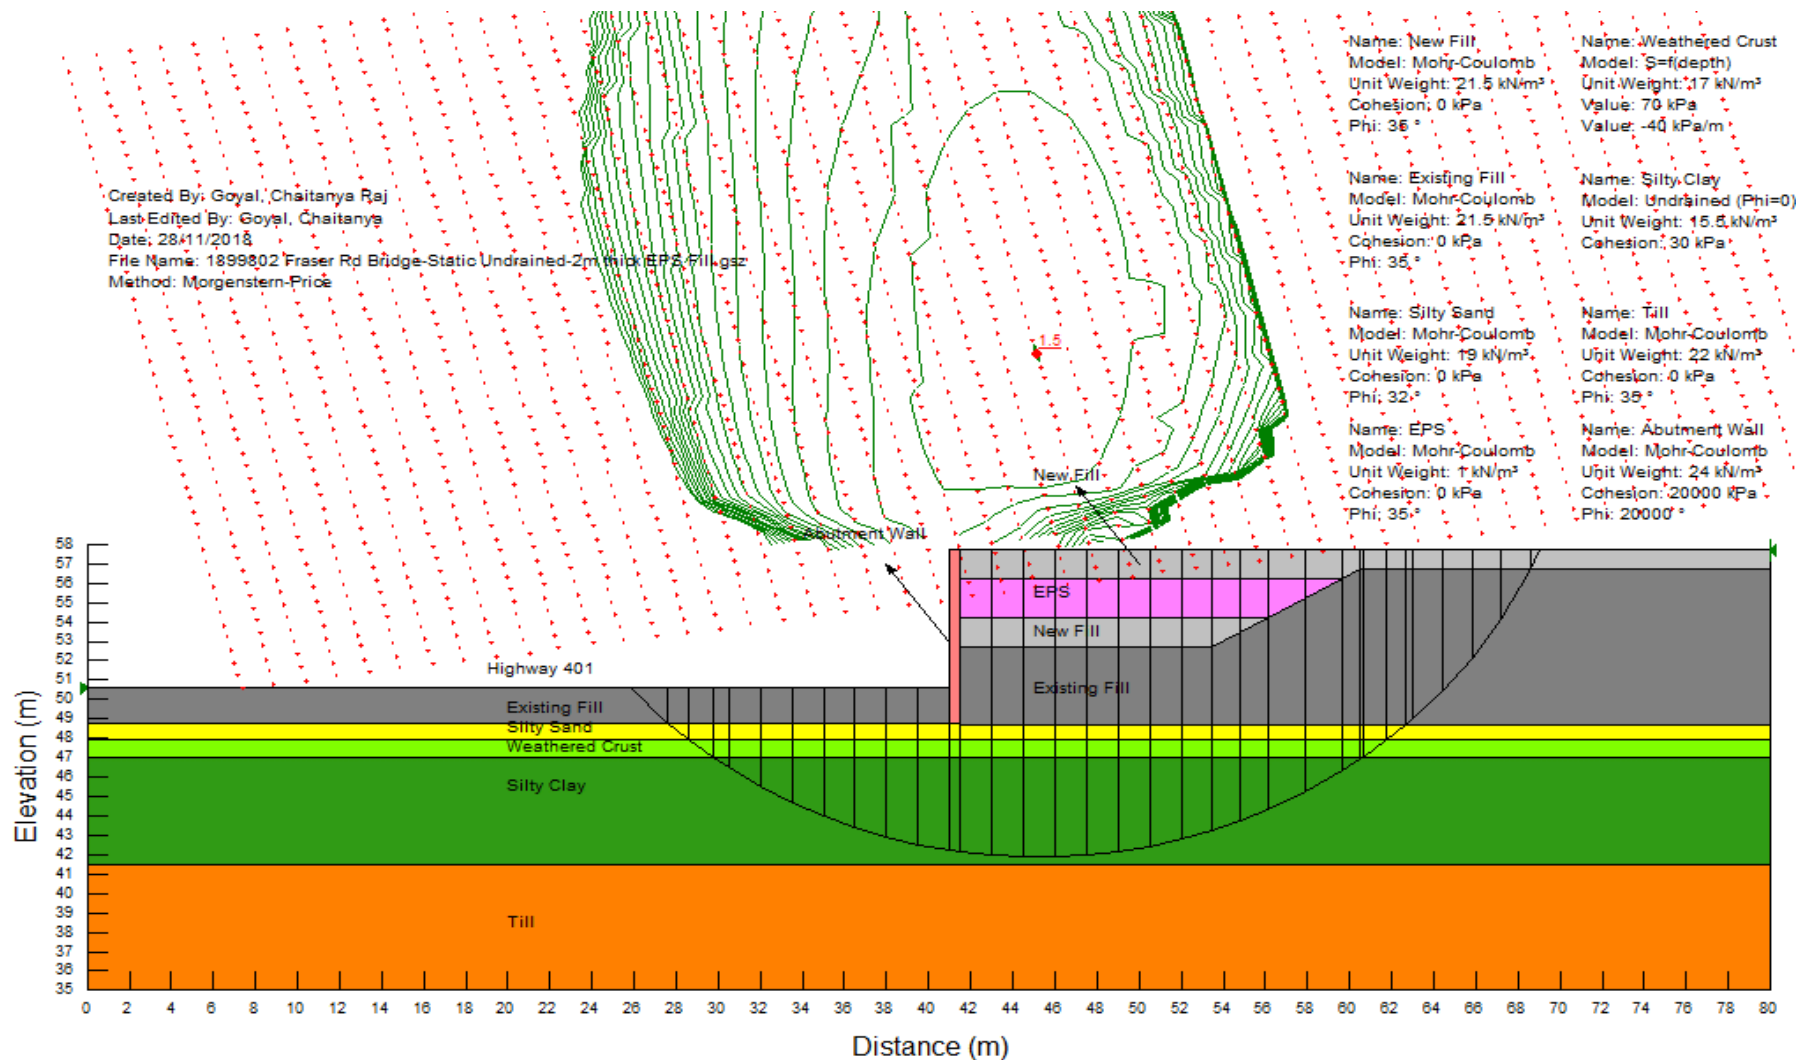 Name: New Fill
Model: Mohr-Coulomb
Unit Weight: 21.5 kN/m³
Cohesion: 0 kPa
Phi: 35 °
Name: Weathered Crust
Model: S=f(depth)
Unit Weight: 17 kN/m³
Value: 70 kPa
Value: -40 kPa/m
Created By: Goyal, Chaitanya Raj
Last Edited By: Goyal, Chaitanya
Date: 28/11/2018
File Name: 1899802 Fraser Rd Bridge-Static Undrained-2m thick EPS Fill.gsz
Method: Morgenstern-Price
Name: Existing Fill
Model: Mohr-Coulomb
Unit Weight: 21.5 kN/m³
Cohesion: 0 kPa
Phi: 35 °
Name: Silty Clay
Model: Undrained (Phi=0)
Unit Weight: 15.5 kN/m³
Cohesion: 30 kPa
Name: Silty Sand
Model: Mohr-Coulomb
Unit Weight: 19 kN/m³
Cohesion: 0 kPa
Phi: 32 °
Name: Till
Model: Mohr-Coulomb
Unit Weight: 22 kN/m³
Cohesion: 0 kPa
Phi: 35 °
Name: EPS
Model: Mohr-Coulomb
Unit Weight: 1 kN/m³
Cohesion: 0 kPa
Phi: 35 °
Name: Abutment Wall
Model: Mohr-Coulomb
Unit Weight: 24 kN/m³
Cohesion: 20000 kPa
Phi: 20000 °
1.5
New Fill
Abutment Wall
EPS
New Fill
Existing Fill
Highway 401
Existing Fill
Silty Sand
Weathered Crust
Silty Clay
Till
Elevation (m)
58
57
56
55
54
53
52
51
50
49
48
47
46
45
44
43
42
41
40
39
38
37
36
35
0 2 4 6 8 10 12 14 16 18 20 22 24 26 28 30 32 34 36 38 40 42 44 46 48 50 52 54 56 58 60 62 64 66 68 70 72 74 76 78 80
Distance (m)